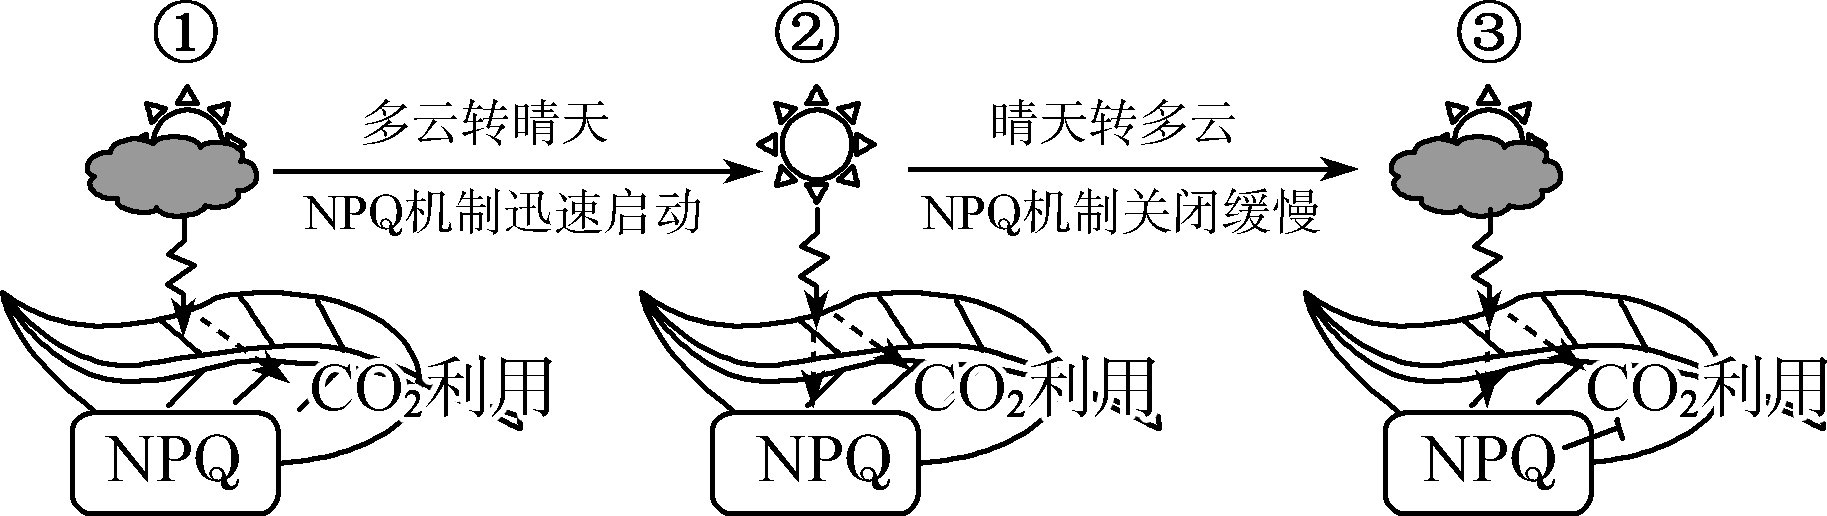 ①
②
③
多云转晴天
NPQ机制迅速启动
晴天转多云
NPQ机制关闭缓慢
CO₂利用
NPQ
CO₂利用
NPQ
CO₂利用
NPQ